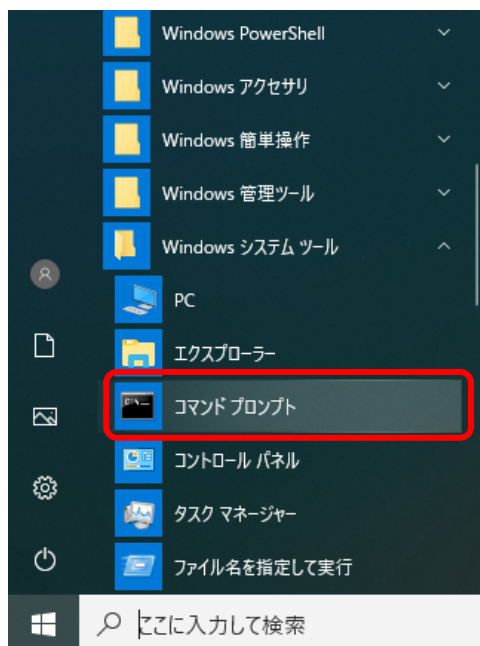 Windows PowerShell
Windows アクセサリ
Windows 簡単操作
Windows 管理ツール
Windows システム ツール
PC
エクスプローラー
コマンド プロンプト
コントロール パネル
タスク マネージャー
ファイル名を指定して実行
ここに入力して検索